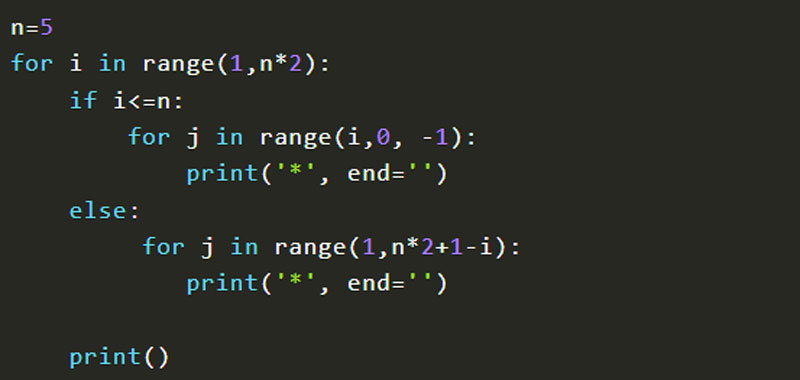 n=5
for i in range(1,n*2):
    if i<=n:
        for j in range(i,0, -1):
            print('*', end='')
    else:
         for j in range(1,n*2+1-i):
            print('*', end='')

    print()